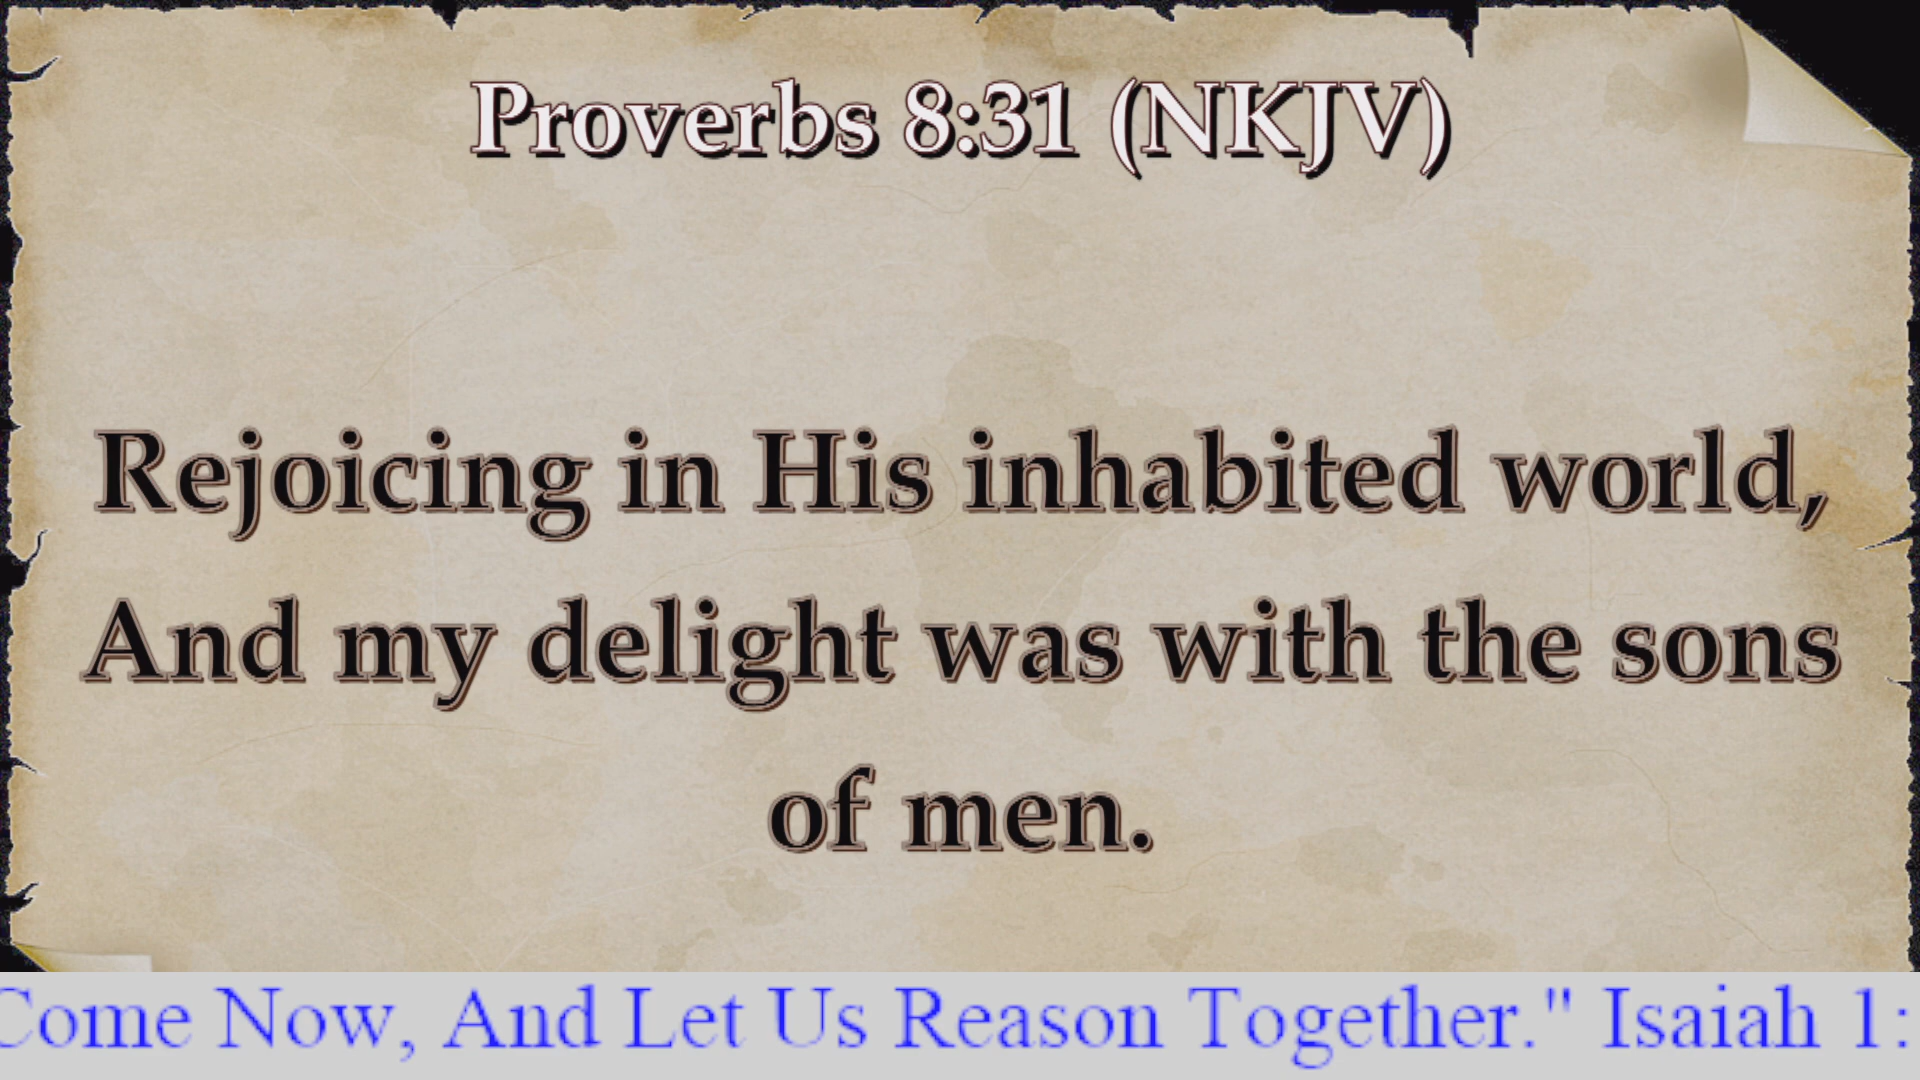 Proverbs 8:31 (NKJV)
Rejoicing in His inhabited world,
And my delight was with the sons
of men.
Come Now, And Let Us Reason Together." Isaiah 1: